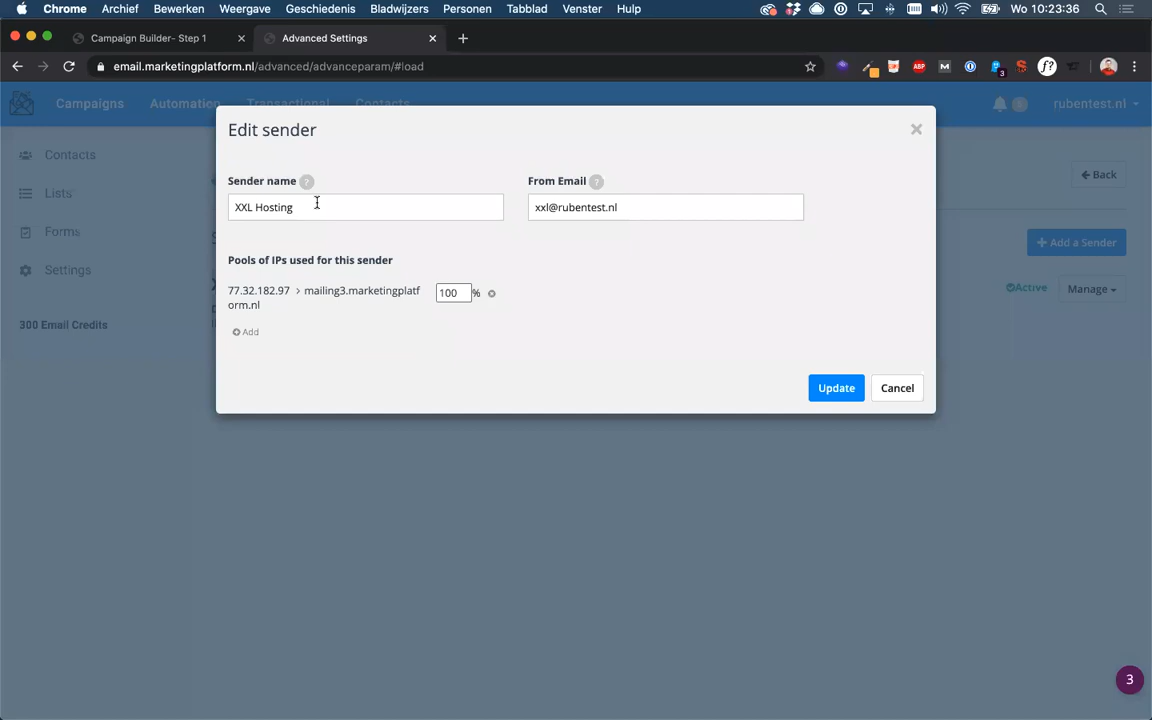 Chrome Archief Bewerken Weergave Geschiedenis Bladwijzers Personen Tabblad Venster Hulp Wo 10:23:36
Campaign Builder- Step 1
Advanced Settings
email.marketingplatform.nl/advanced/advanceparam/#load
ABP
M
3
S
f?
Campaigns Automation Transactional Contacts
rubentest.nl
Contacts
Lists
Forms
Settings
300 Email Credits
Back
Add a Sender
Active
Manage
Edit sender
Sender name ?
From Email ?
XXL Hosting
xxl@rubentest.nl
Pools of IPs used for this sender
77.32.182.97 > mailing3.marketingplatf
orm.nl
100 %
Add
Update
Cancel
3